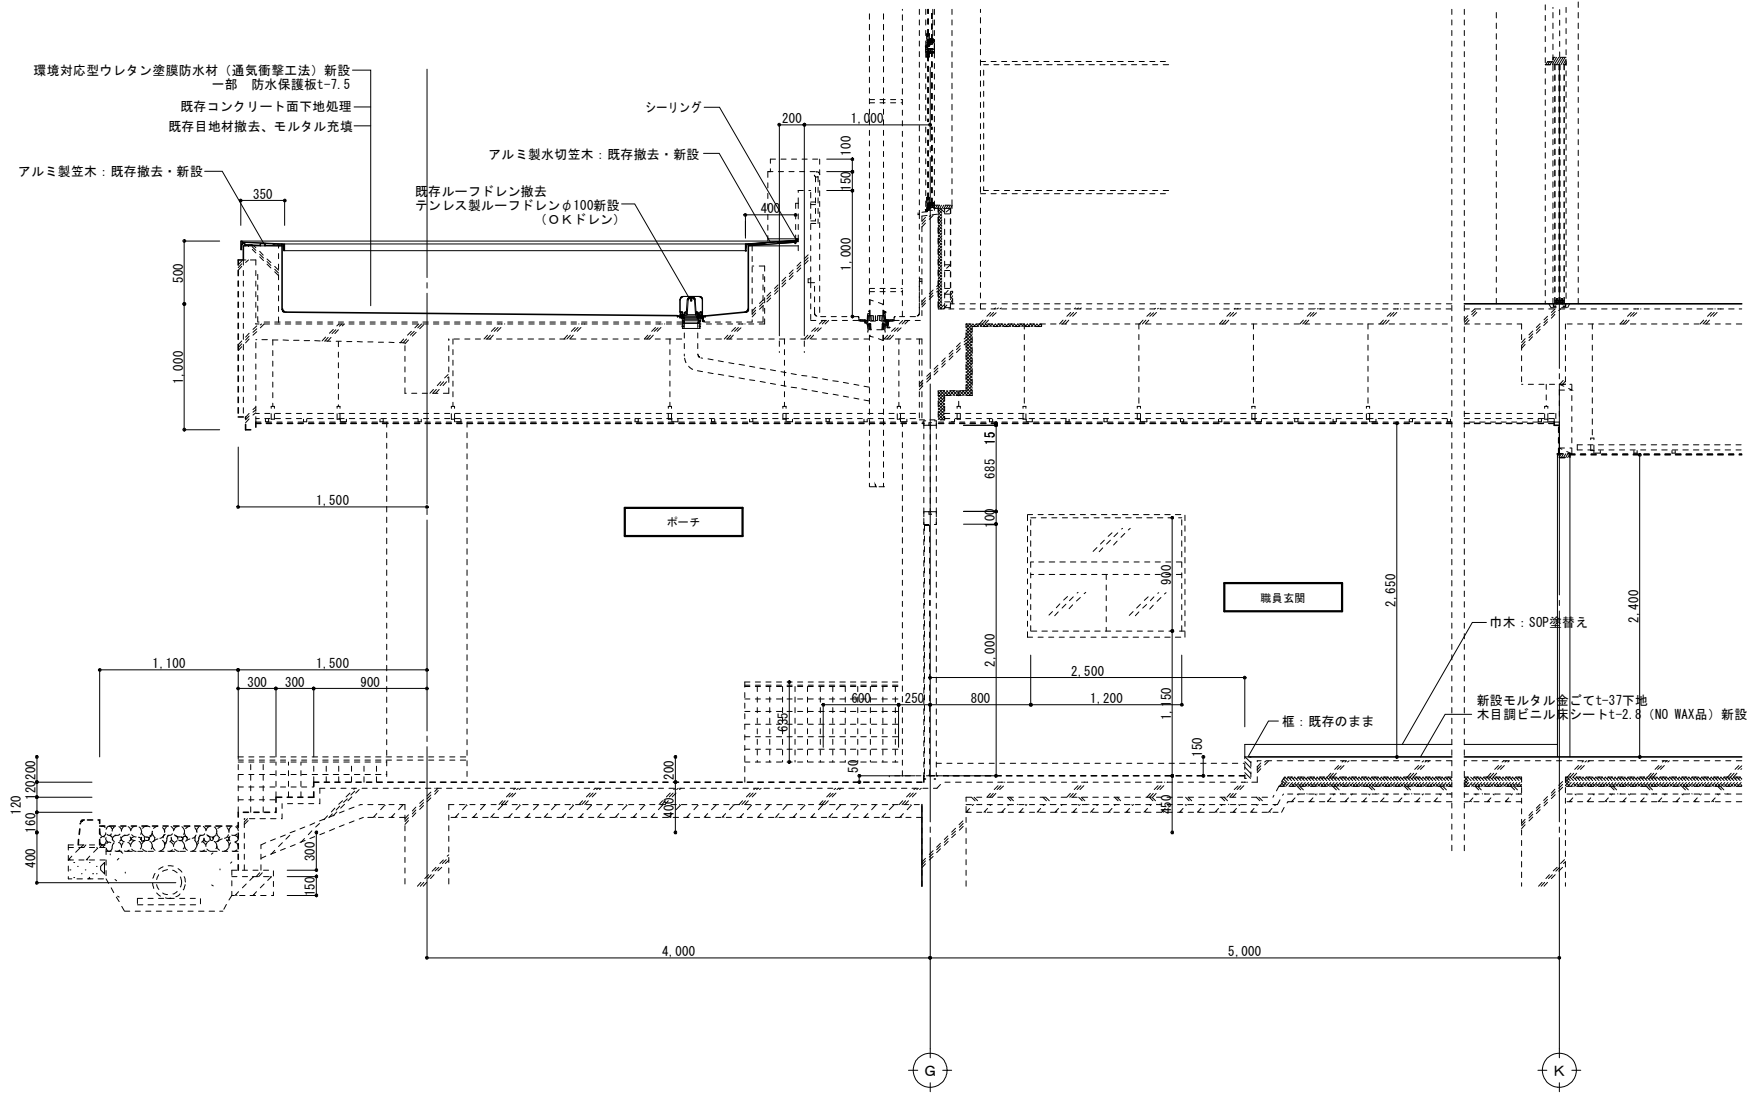 環境対応型ウレタン塗膜防水材（通気衝撃工法）新設
一部　防水保護板t-7.5
既存コンクリート面下地処理
既存目地材撤去、モルタル充填
アルミ製笠木：既存撤去・新設
シーリング
アルミ製水切笠木：既存撤去・新設
既存ルーフドレン撤去
テンレス製ルーフドレンφ100新設
（ＯＫドレン）
200
1,000
100
150
1,000
350
400
500
1,000
1,500
ポーチ
15
685
100
2,000
900
職員玄関
2,650
2,400
巾木：SOP塗替え
1,100
1,500
300
300
900
2,500
600
250
800
1,200
1,150
635
新設モルタル金ごてt-37下地
木目調ビニル床シートt-2.8（NO WAX品）新設
框：既存のまま
150
200
50
400
450
200
120
120
160
400
300
150
4,000
5,000
G
K